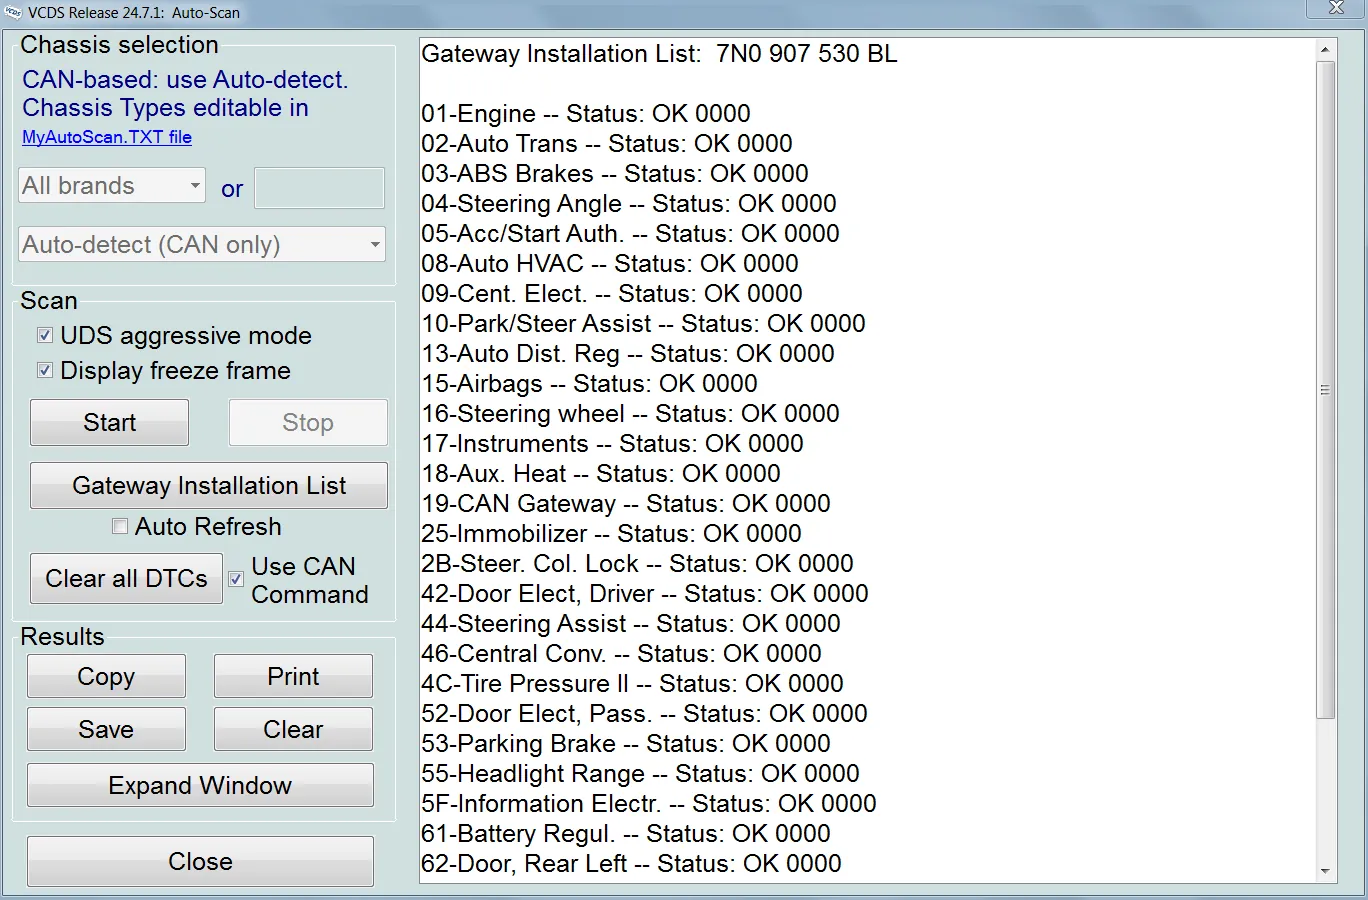 VCDS Release 24.7.1: Auto-Scan
Chassis selection
CAN-based: use Auto-detect.
Chassis Types editable in
MyAutoScan.TXT file
All brands
or
Auto-detect (CAN only)
Scan
UDS aggressive mode
Display freeze frame
Start
Stop
Gateway Installation List
Auto Refresh
Clear all DTCs
Use CAN
Command
Results
Copy
Print
Save
Clear
Expand Window
Close
Gateway Installation List: 7N0 907 530 BL
01-Engine -- Status: OK 0000
02-Auto Trans -- Status: OK 0000
03-ABS Brakes -- Status: OK 0000
04-Steering Angle -- Status: OK 0000
05-Acc/Start Auth. -- Status: OK 0000
08-Auto HVAC -- Status: OK 0000
09-Cent. Elect. -- Status: OK 0000
10-Park/Steer Assist -- Status: OK 0000
13-Auto Dist. Reg -- Status: OK 0000
15-Airbags -- Status: OK 0000
16-Steering wheel -- Status: OK 0000
17-Instruments -- Status: OK 0000
18-Aux. Heat -- Status: OK 0000
19-CAN Gateway -- Status: OK 0000
25-Immobilizer -- Status: OK 0000
2B-Steer. Col. Lock -- Status: OK 0000
42-Door Elect, Driver -- Status: OK 0000
44-Steering Assist -- Status: OK 0000
46-Central Conv. -- Status: OK 0000
4C-Tire Pressure II -- Status: OK 0000
52-Door Elect, Pass. -- Status: OK 0000
53-Parking Brake -- Status: OK 0000
55-Headlight Range -- Status: OK 0000
5F-Information Electr. -- Status: OK 0000
61-Battery Regul. -- Status: OK 0000
62-Door, Rear Left -- Status: OK 0000